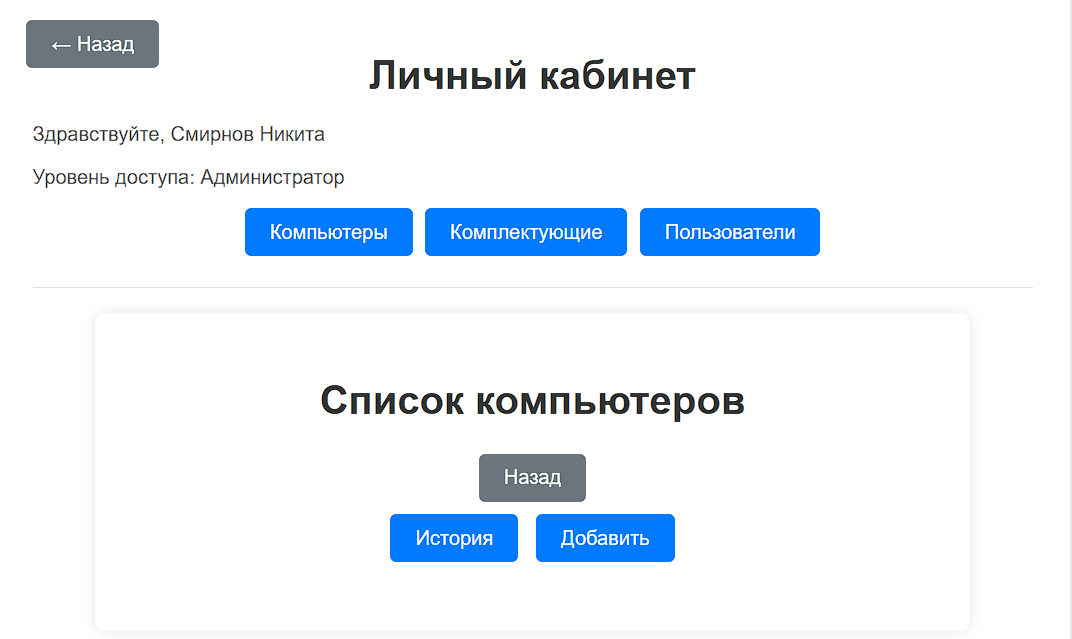 ← Назад
Личный кабинет
Здравствуйте, Смирнов Никита
Уровень доступа: Администратор
Компьютеры Комплектующие Пользователи
Список компьютеров
Назад
История Добавить